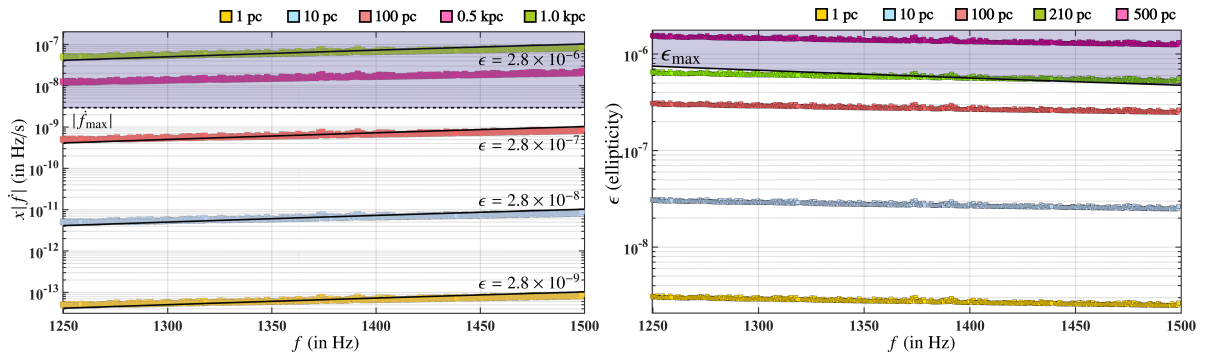 1 pc 10 pc 100 pc 0.5 kpc 1.0 kpc
10⁻⁷
ϵ = 2.8 × 10⁻⁶
10⁻⁸
|ḟmax|
10⁻⁹
ϵ = 2.8 × 10⁻⁷
10⁻¹⁰
ϵ = 2.8 × 10⁻⁸
10⁻¹¹
10⁻¹²
ϵ = 2.8 × 10⁻⁹
10⁻¹³
x|ḟ| (in Hz/s)
1250 1300 1350 1400 1450 1500
f (in Hz)
1 pc 10 pc 100 pc 210 pc 500 pc
10⁻⁶
ϵmax
10⁻⁷
10⁻⁸
ϵ (ellipticity)
1250 1300 1350 1400 1450 1500
f (in Hz)